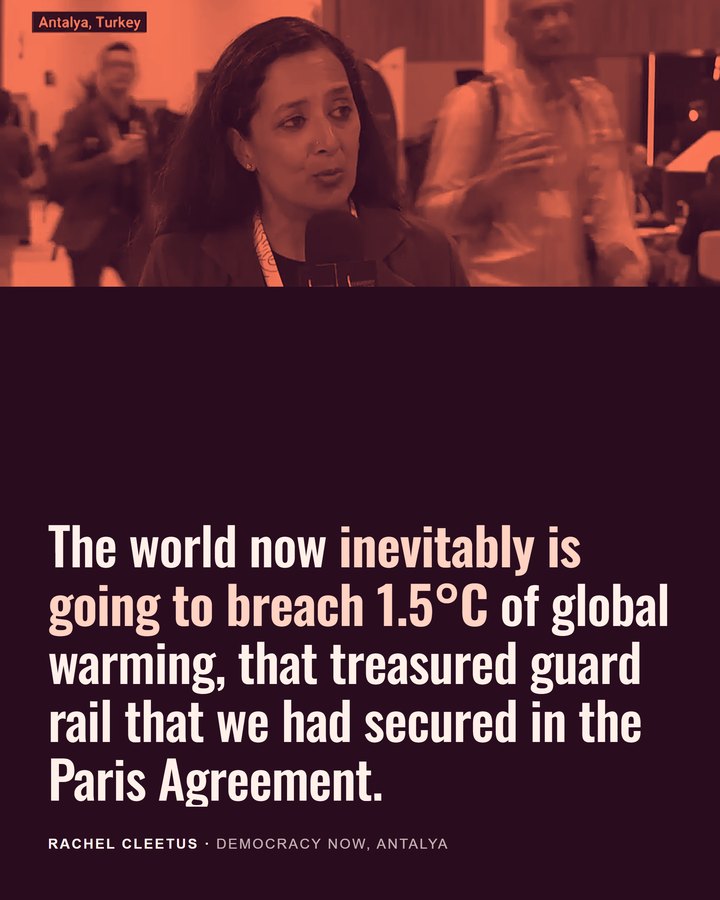 Antalya, Turkey
The world now inevitably is
going to breach 1.5°C of global
warming, that treasured guard
rail that we had secured in the
Paris Agreement.
RACHEL CLEETUS · DEMOCRACY NOW, ANTALYA